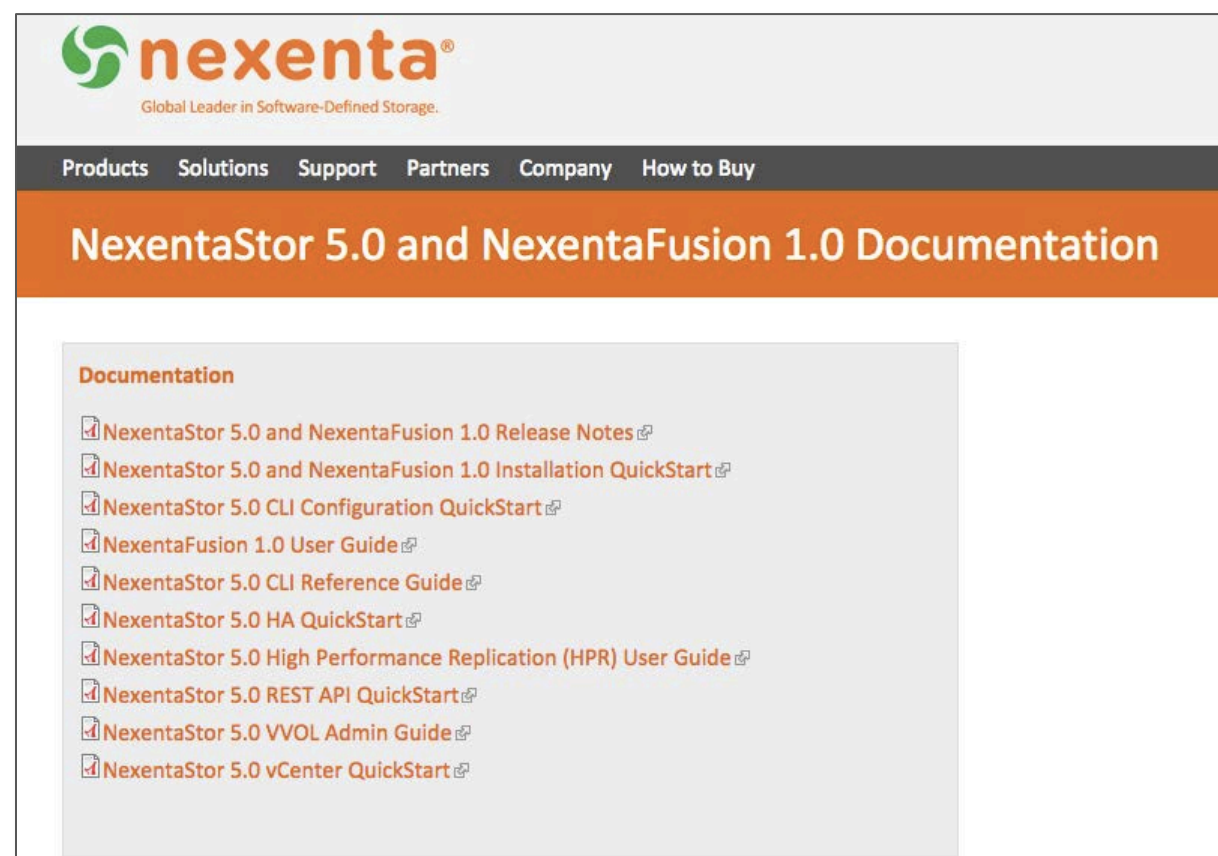 nexenta®
Global Leader in Software-Defined Storage.
Products Solutions Support Partners Company How to Buy
NexentaStor 5.0 and NexentaFusion 1.0 Documentation
Documentation
NexentaStor 5.0 and NexentaFusion 1.0 Release Notes
NexentaStor 5.0 and NexentaFusion 1.0 Installation QuickStart
NexentaStor 5.0 CLI Configuration QuickStart
NexentaFusion 1.0 User Guide
NexentaStor 5.0 CLI Reference Guide
NexentaStor 5.0 HA QuickStart
NexentaStor 5.0 High Performance Replication (HPR) User Guide
NexentaStor 5.0 REST API QuickStart
NexentaStor 5.0 VVOL Admin Guide
NexentaStor 5.0 vCenter QuickStart